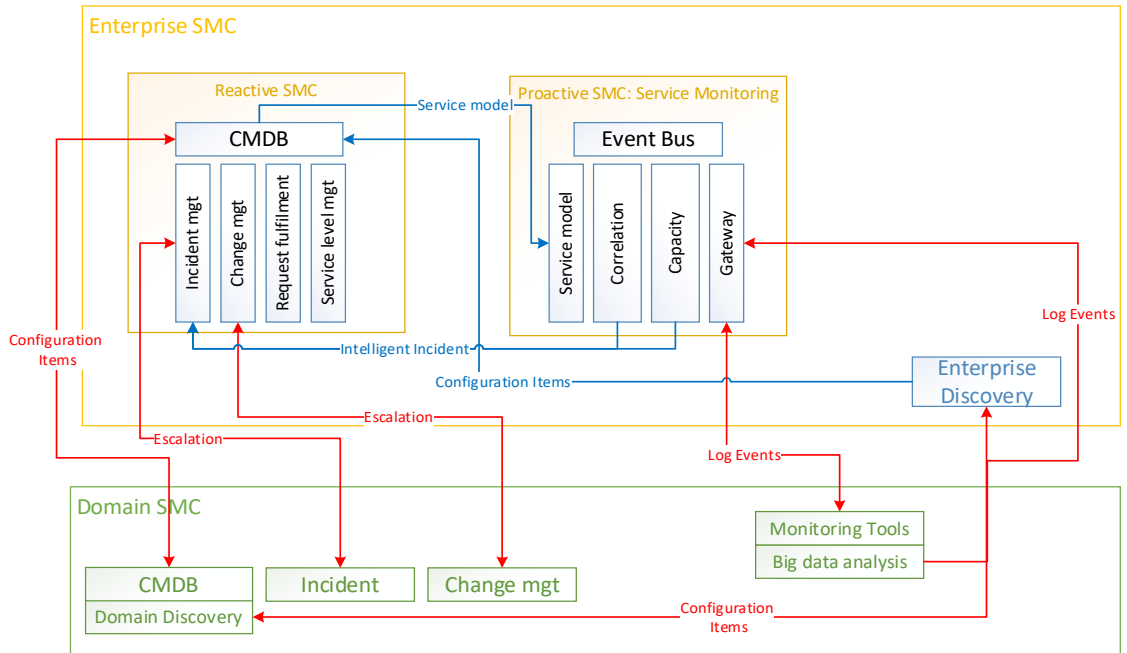 Enterprise SMC
Reactive SMC
Service model
CMDB
Incident mgt
Change mgt
Request fulfilment
Service level mgt
Proactive SMC: Service Monitoring
Event Bus
Service model
Correlation
Capacity
Gateway
Configuration
Items
Intelligent Incident
Configuration Items
Log Events
Enterprise
Discovery
Escalation
Escalation
Log Events
Domain SMC
Monitoring Tools
Big data analysis
CMDB
Domain Discovery
Incident
Change mgt
Configuration
Items